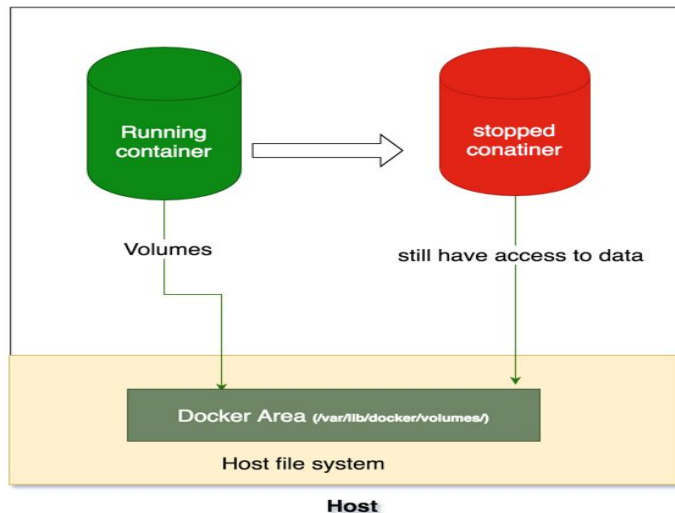 Running
container
stopped
conatiner
Volumes
still have access to data
Docker Area (/var/lib/docker/volumes/)
Host file system
Host